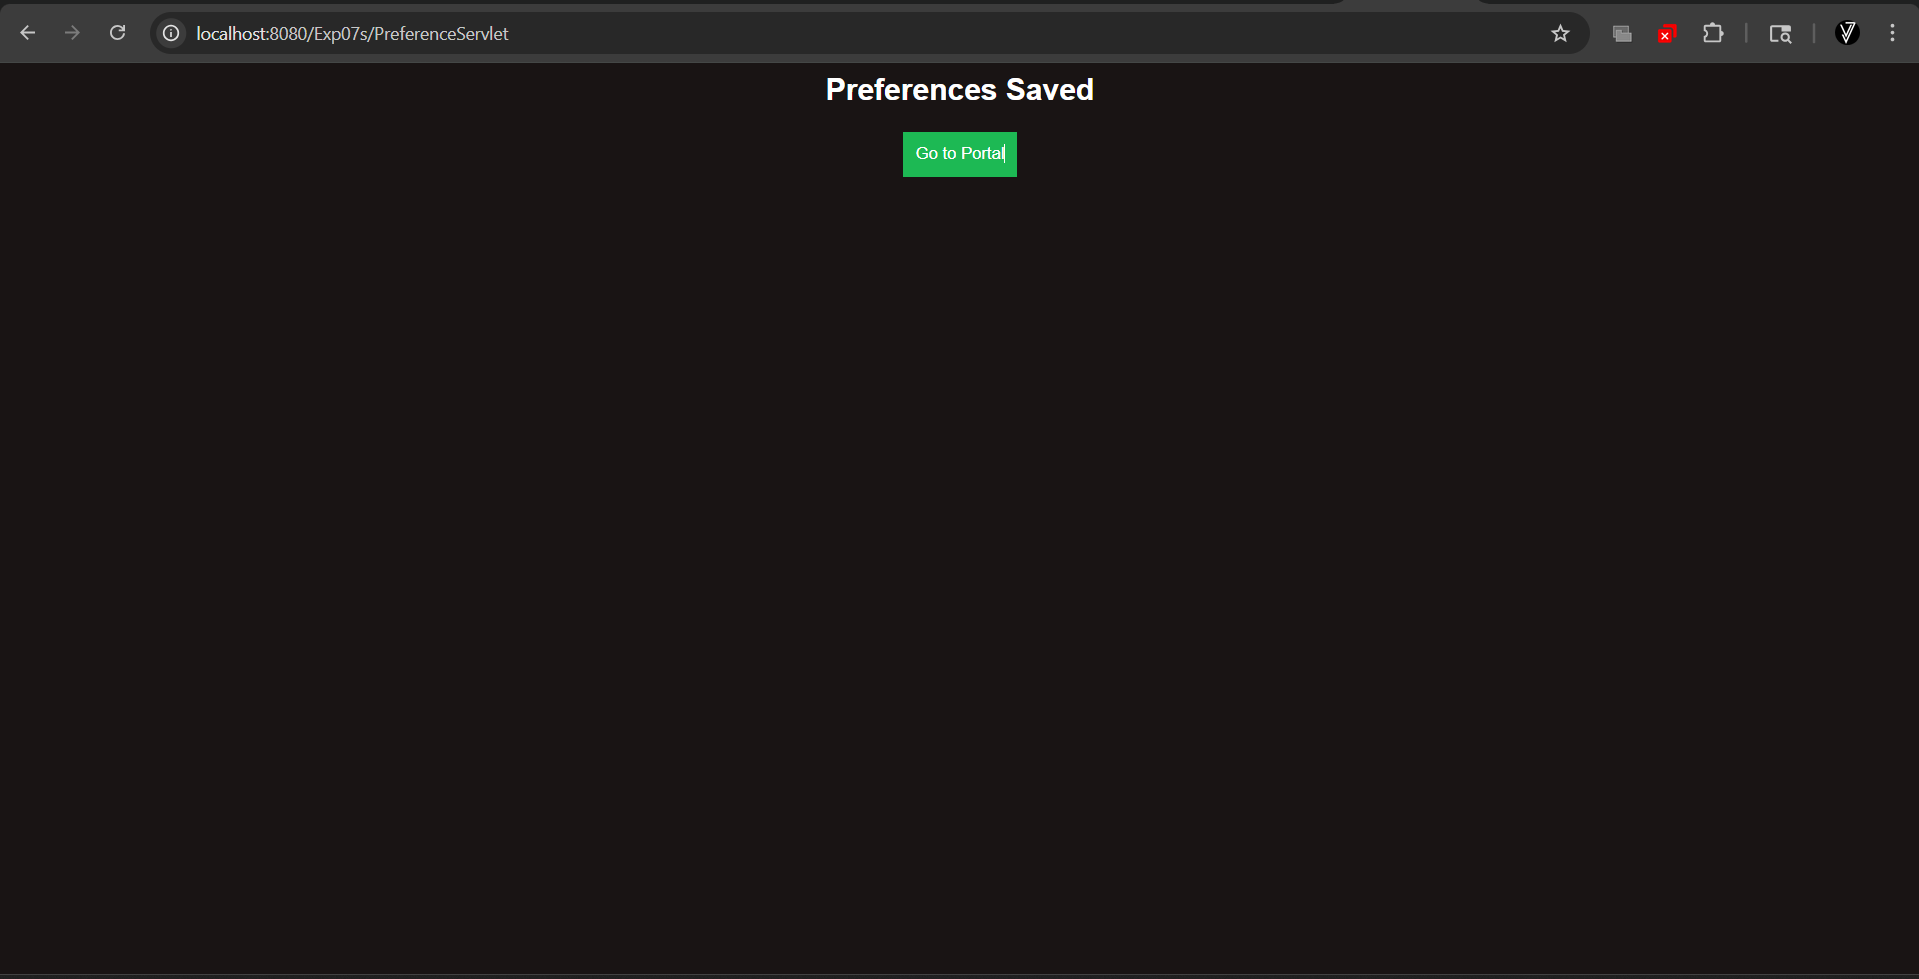 localhost:8080/Exp07s/PreferenceServlet
Preferences Saved
Go to Portal